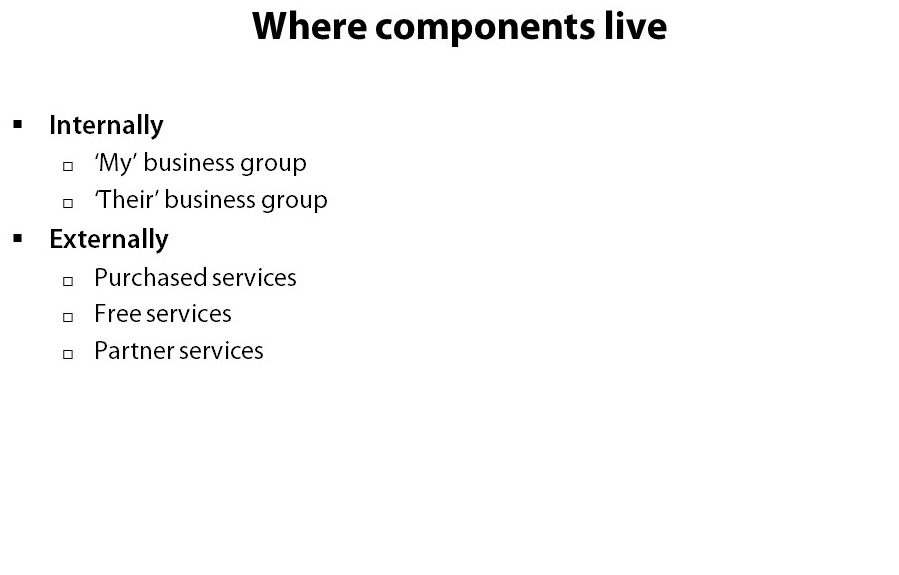 Where components live
▪ Internally
□ ‘My’ business group
□ ‘Their’ business group
▪ Externally
□ Purchased services
□ Free services
□ Partner services